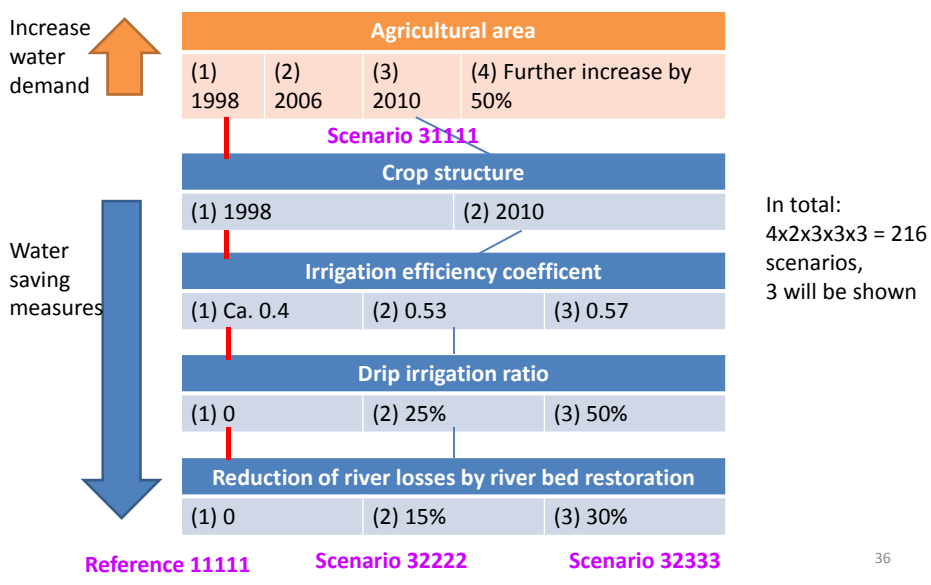 Increase
water
demand
Agricultural area
(1)
1998
(2)
2006
(3)
2010
(4) Further increase by
50%
Scenario 31111
Crop structure
(1) 1998
(2) 2010
Water
saving
measures
Irrigation efficiency coefficent
(1) Ca. 0.4
(2) 0.53
(3) 0.57
Drip irrigation ratio
(1) 0
(2) 25%
(3) 50%
Reduction of river losses by river bed restoration
(1) 0
(2) 15%
(3) 30%
In total:
4x2x3x3x3 = 216
scenarios,
3 will be shown
Reference 11111
Scenario 32222
Scenario 32333
36